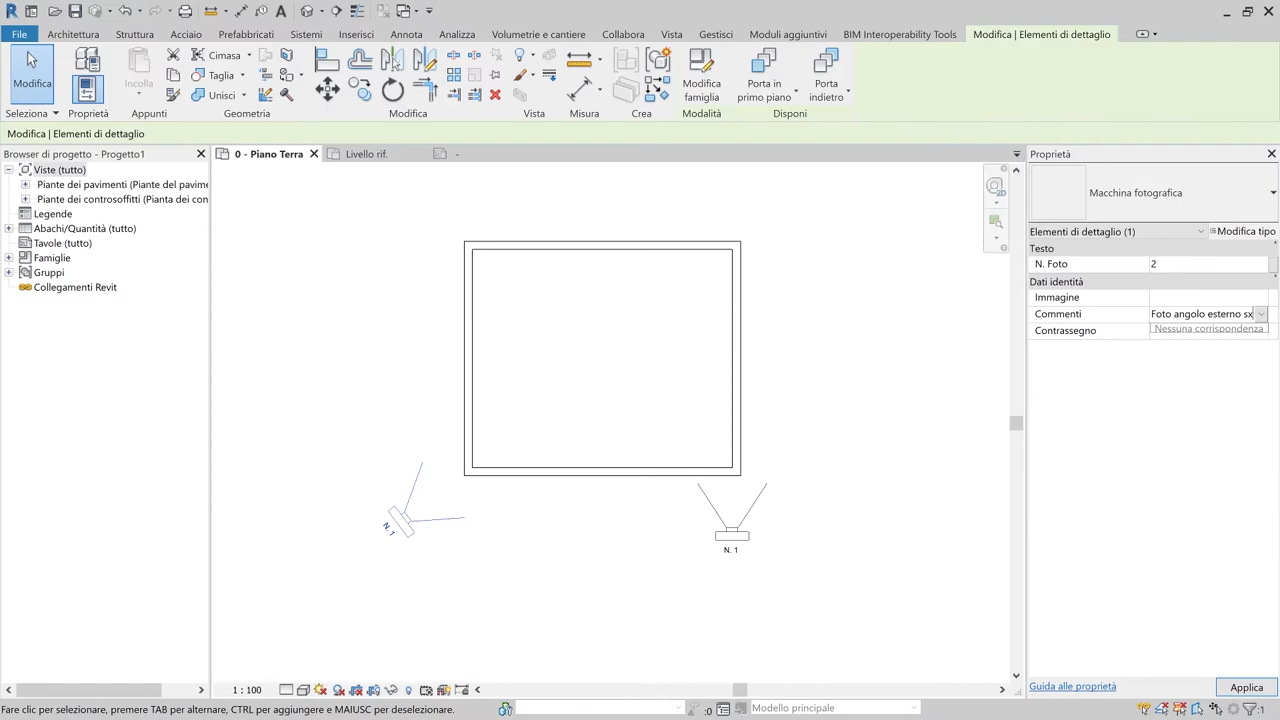 File Architettura Struttura Acciaio Prefabbricati Sistemi Inserisci Annota Analizza Volumetrie e cantiere Collabora Vista Gestisci Moduli aggiuntivi BIM Interoperability Tools Modifica | Elementi di dettaglio
Modifica Incolla Cimasa Taglia Unisci Modifica famiglia Porta in primo piano Porta indietro
Seleziona Proprietà Appunti Geometria Modifica Vista Misura Crea Modalità Disponi
Modifica | Elementi di dettaglio
Browser di progetto - Progetto1
0 - Piano Terra
Livello rif.
-
Proprietà
Viste (tutto)
Piante dei pavimenti (Piante del pavime
Piante dei controsoffitti (Pianta dei con
Legende
Abachi/Quantità (tutto)
Tavole (tutto)
Famiglie
Gruppi
Collegamenti Revit
N. 1
N. 1
2D
Macchina fotografica
Elementi di dettaglio (1)
Modifica tipo
Testo
N. Foto 2
Dati identità
Immagine
Commenti Foto angolo esterno sx
Nessuna corrispondenza
Contrassegno
Guida alle proprietà
Applica
1 : 100
Fare clic per selezionare, premere TAB per alternare, CTRL per aggiungere e MAIUSC per deselezionare.
:0
Modello principale
:1